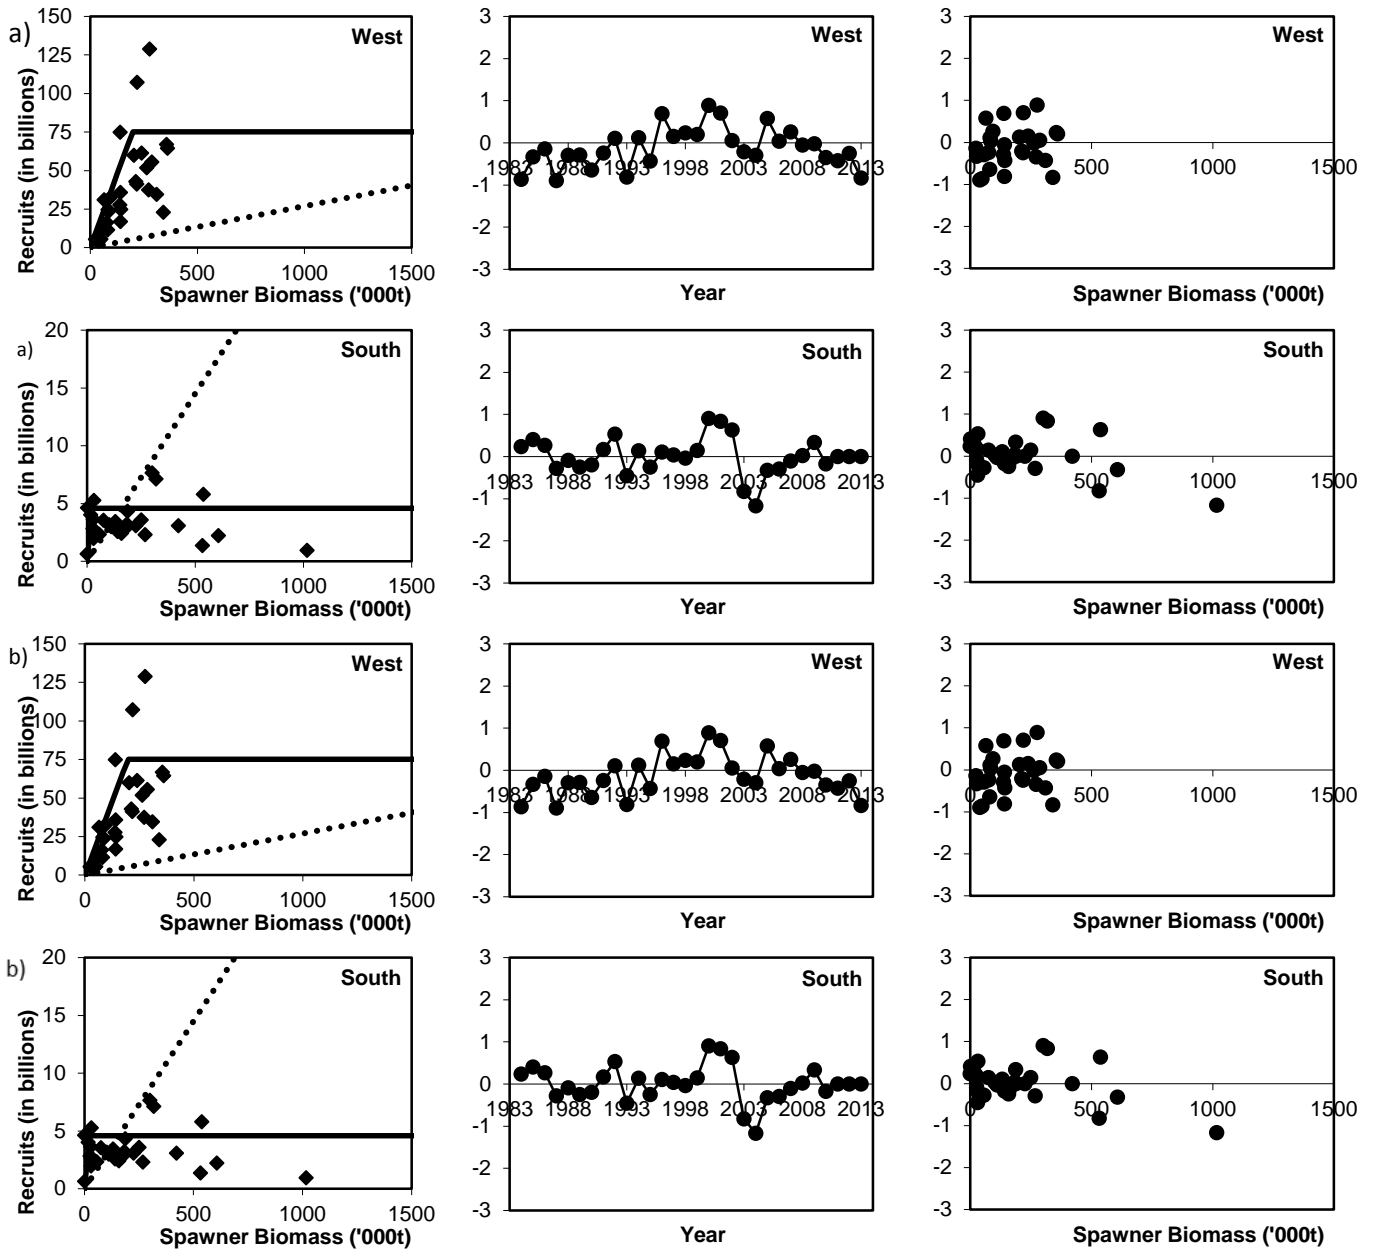 a)
West
Recruits (in billions)
150
125
100
75
50
25
0
0 500 1000 1500
Spawner Biomass ('000t)
West
3
2
1
0
-1
-2
-3
1983 1988 1993 1998 2003 2008 2013
Year
West
3
2
1
0
-1
-2
-3
0 500 1000 1500
Spawner Biomass ('000t)
a)
South
Recruits (in billions)
20
15
10
5
0
0 500 1000 1500
Spawner Biomass ('000t)
South
3
2
1
0
-1
-2
-3
1983 1988 1993 1998 2003 2008 2013
Year
South
3
2
1
0
-1
-2
-3
0 500 1000 1500
Spawner Biomass ('000t)
b)
West
Recruits (in billions)
150
125
100
75
50
25
0
0 500 1000 1500
Spawner Biomass ('000t)
West
3
2
1
0
-1
-2
-3
1983 1988 1993 1998 2003 2008 2013
Year
West
3
2
1
0
-1
-2
-3
0 500 1000 1500
Spawner Biomass ('000t)
b)
South
Recruits (in billions)
20
15
10
5
0
0 500 1000 1500
Spawner Biomass ('000t)
South
3
2
1
0
-1
-2
-3
1983 1988 1993 1998 2003 2008 2013
Year
South
3
2
1
0
-1
-2
-3
0 500 1000 1500
Spawner Biomass ('000t)